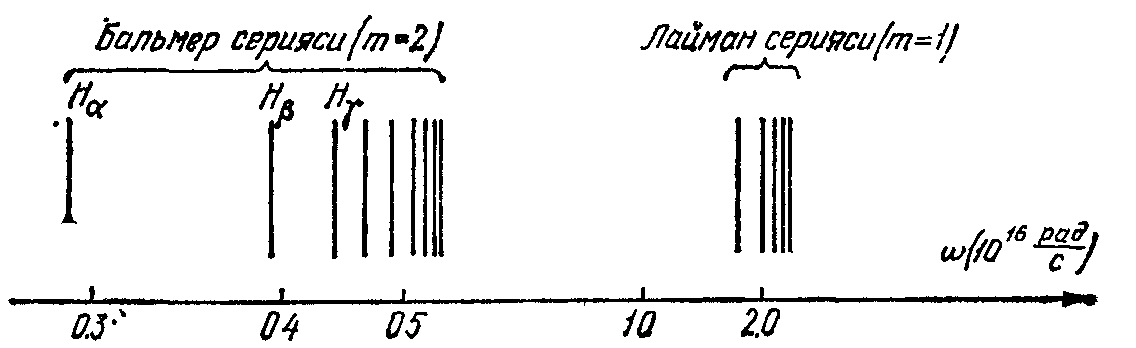 Бальмер серияси (m=2)
Лайман серияси (m=1)
Hα
Hβ
Hγ
ω(10¹⁶ рад/с)
0.3
0.4
0.5
1.0
2.0